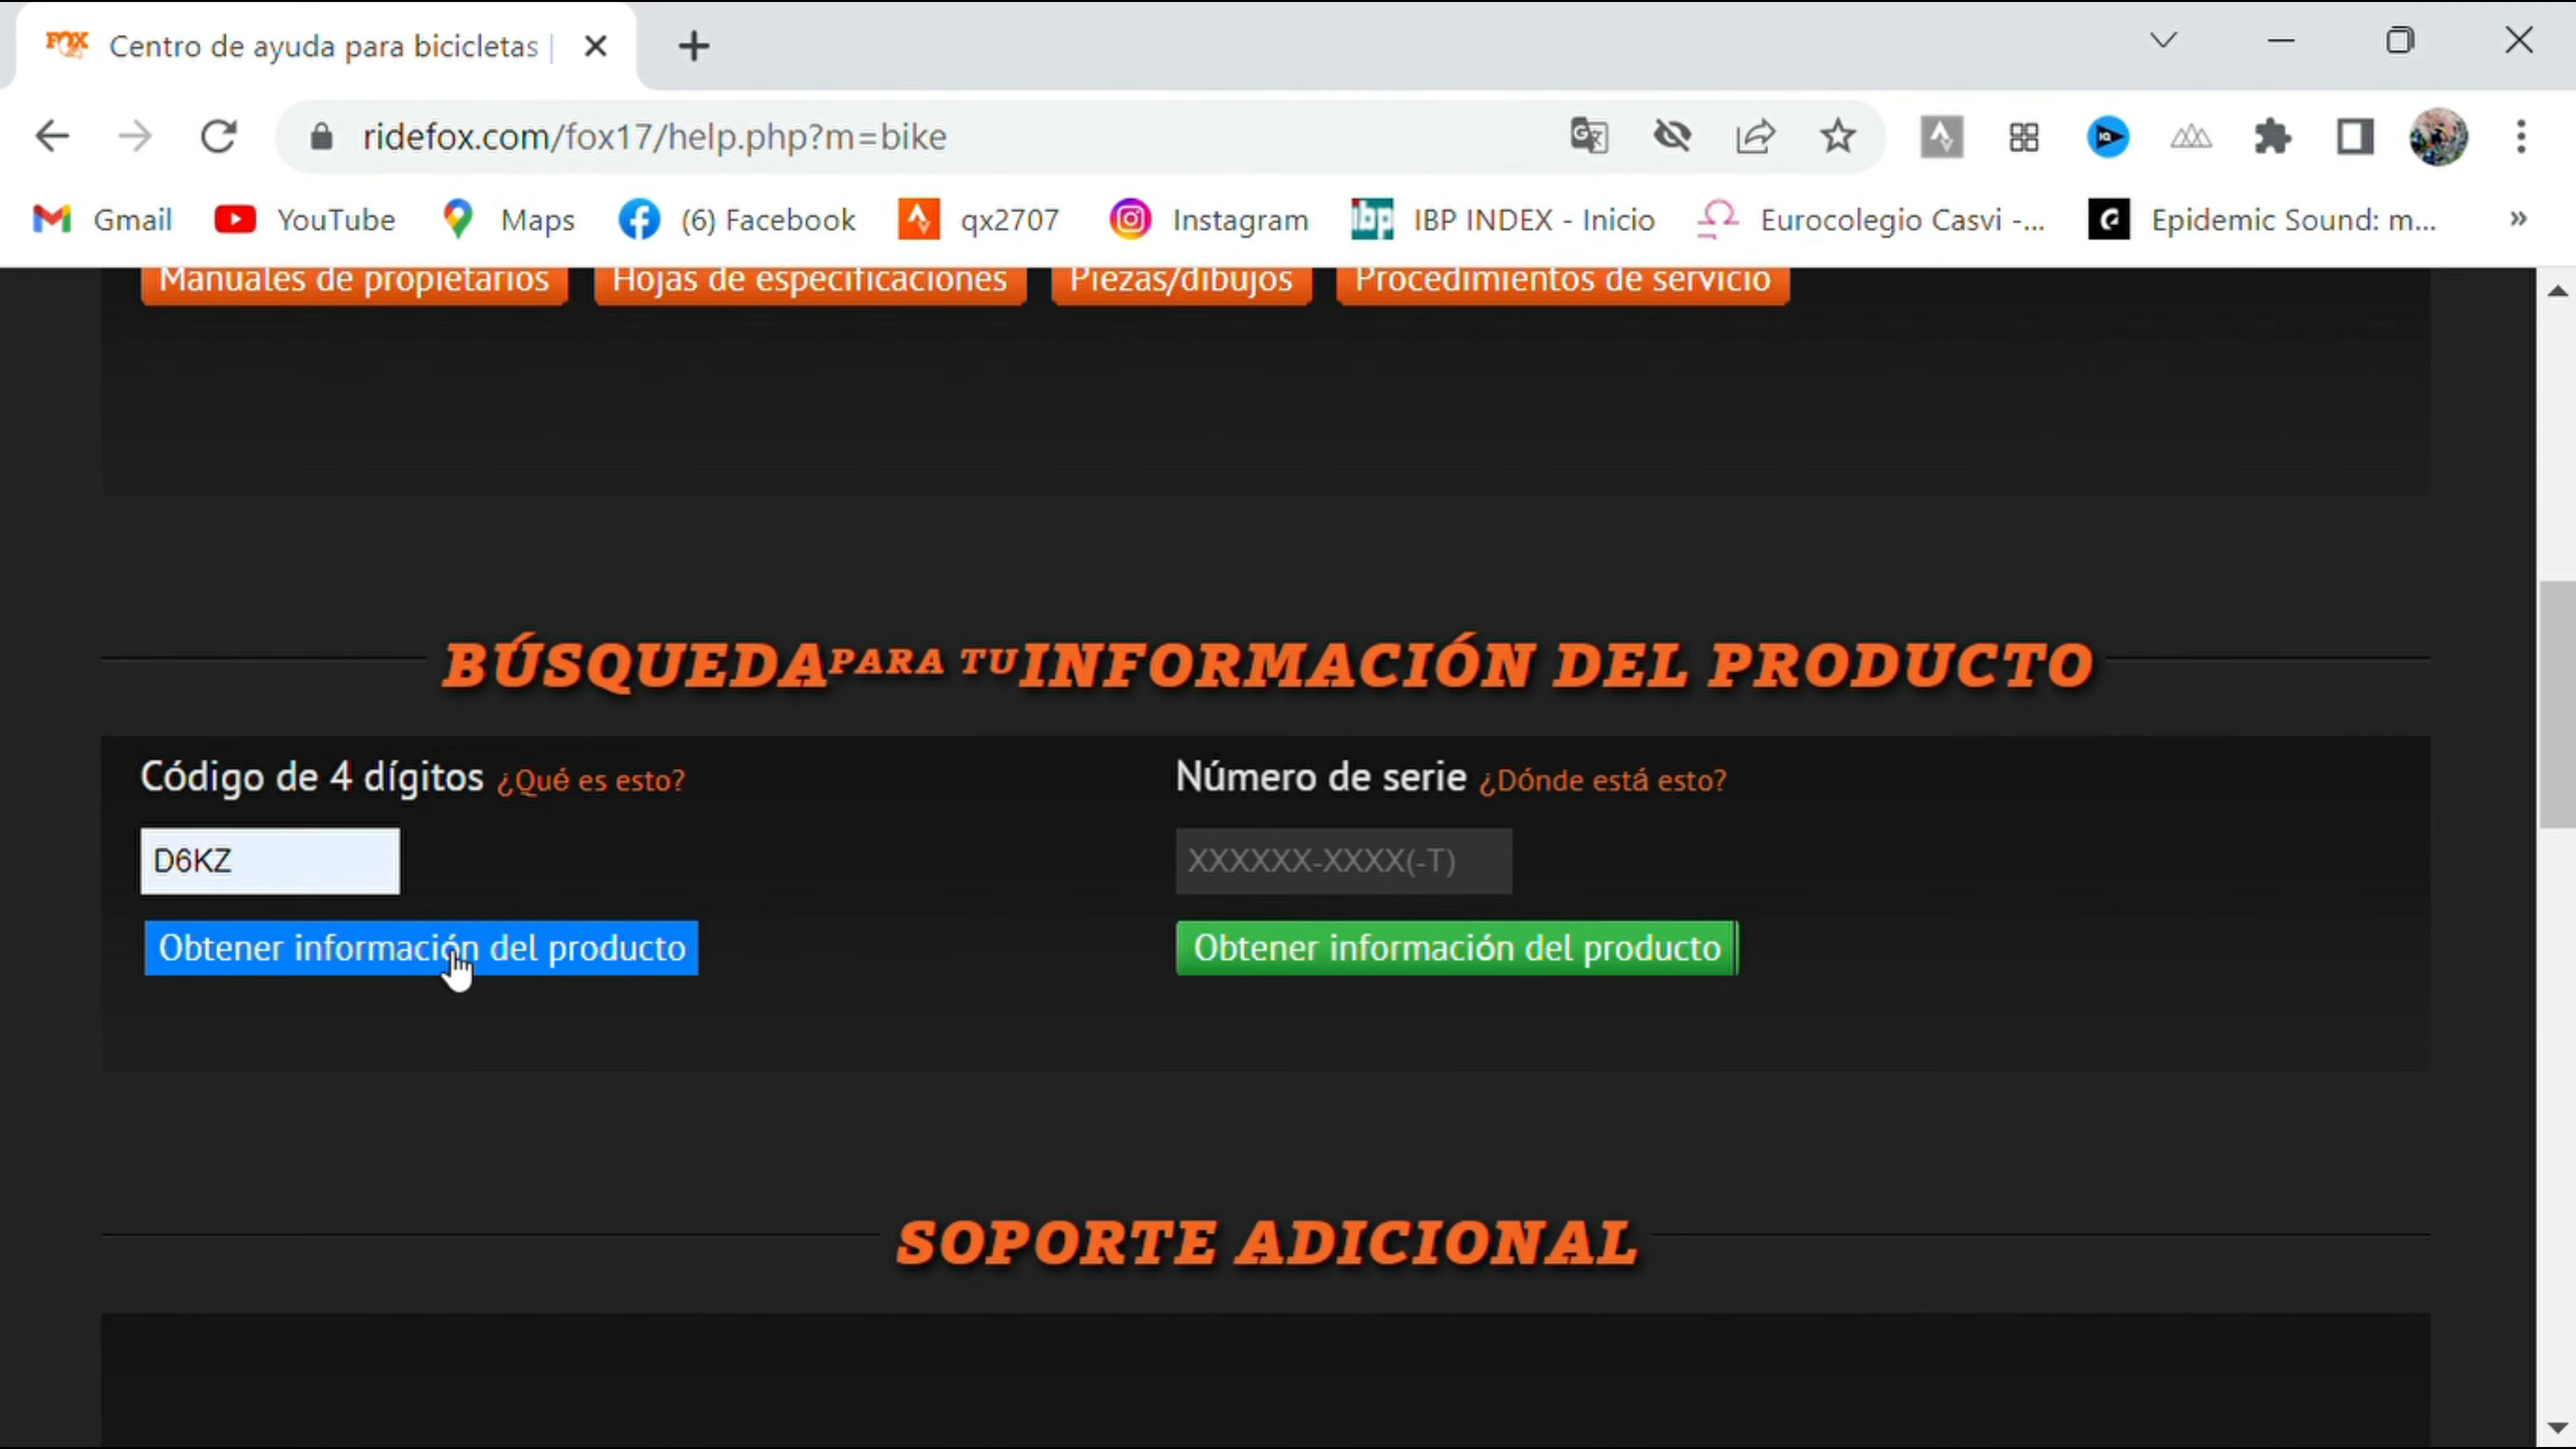 FOX Centro de ayuda para bicicletas |
ridefox.com/fox17/help.php?m=bike
Gmail YouTube Maps (6) Facebook qx2707 Instagram ibp IBP INDEX - Inicio Eurocolegio Casvi -... Epidemic Sound: m... »
Manuales de propietarios Hojas de especificaciones Piezas/dibujos Procedimientos de servicio
BÚSQUEDA PARA TU INFORMACIÓN DEL PRODUCTO
Código de 4 dígitos ¿Qué es esto? Número de serie ¿Dónde está esto?
D6KZ XXXXXX-XXXX(-T)
Obtener información del producto Obtener información del producto
SOPORTE ADICIONAL